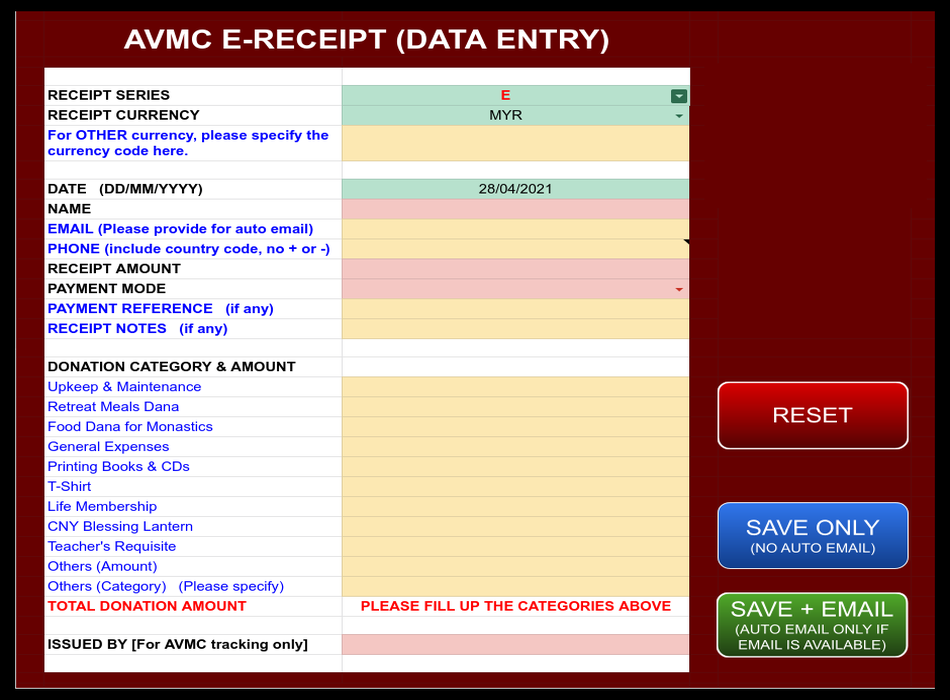 AVMC E-RECEIPT (DATA ENTRY)
RECEIPT SERIES E
RECEIPT CURRENCY MYR
For OTHER currency, please specify the
currency code here.
DATE (DD/MM/YYYY) 28/04/2021
NAME
EMAIL (Please provide for auto email)
PHONE (include country code, no + or -)
RECEIPT AMOUNT
PAYMENT MODE
PAYMENT REFERENCE (if any)
RECEIPT NOTES (if any)
DONATION CATEGORY & AMOUNT
Upkeep & Maintenance
Retreat Meals Dana
Food Dana for Monastics
General Expenses
Printing Books & CDs
T-Shirt
Life Membership
CNY Blessing Lantern
Teacher's Requisite
Others (Amount)
Others (Category) (Please specify)
TOTAL DONATION AMOUNT PLEASE FILL UP THE CATEGORIES ABOVE
ISSUED BY [For AVMC tracking only]
RESET
SAVE ONLY
(NO AUTO EMAIL)
SAVE + EMAIL
(AUTO EMAIL ONLY IF
EMAIL IS AVAILABLE)